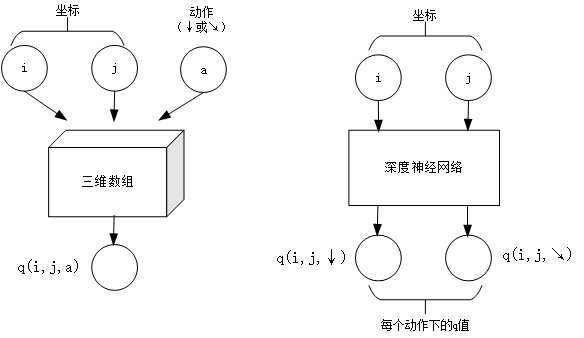 坐标
动作
(↓或↘)
i
j
a
三维数组
q(i,j,a)
坐标
i
j
深度神经网络
q(i,j,↓)
q(i,j,↘)
每个动作下的q值